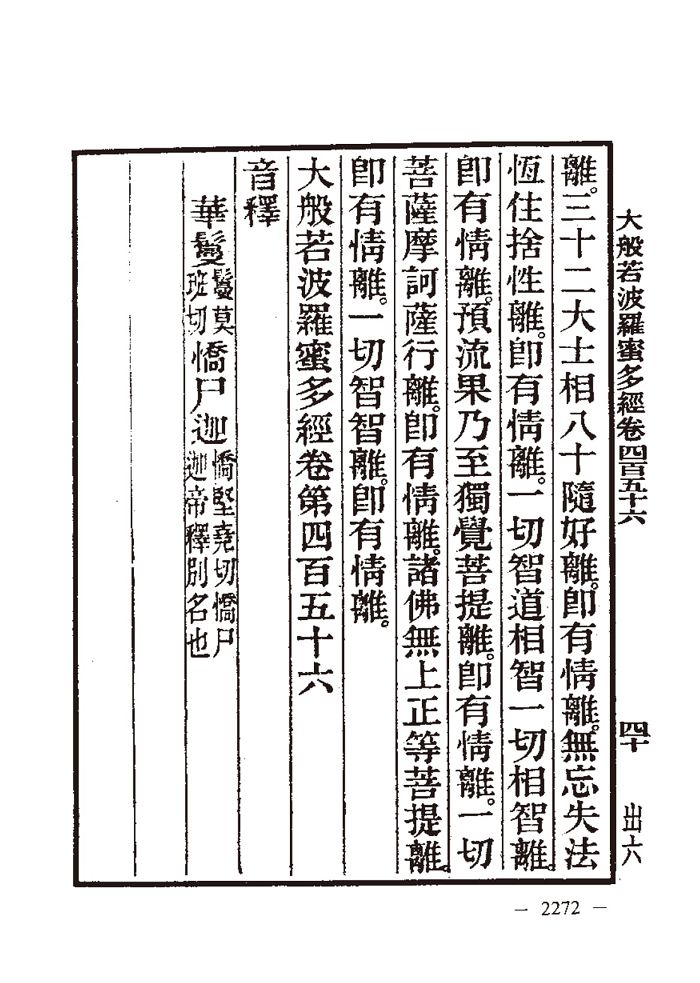 大般若波羅蜜多經卷四百五十六
四十
出六
離。三十二大士相八十隨好離。卽有情離。無忘失法
恆住捨性離。卽有情離。一切智道相智一切相智離。
卽有情離。預流果乃至獨覺菩提離。卽有情離。一切
菩薩摩訶薩行離。卽有情離。諸佛無上正等菩提離。
卽有情離。一切智智離。卽有情離。
大般若波羅蜜多經卷第四百五十六
音釋
華鬘鬘莫班切憍尸迦憍堅堯切憍尸迦帝釋別名也
— 2272 —